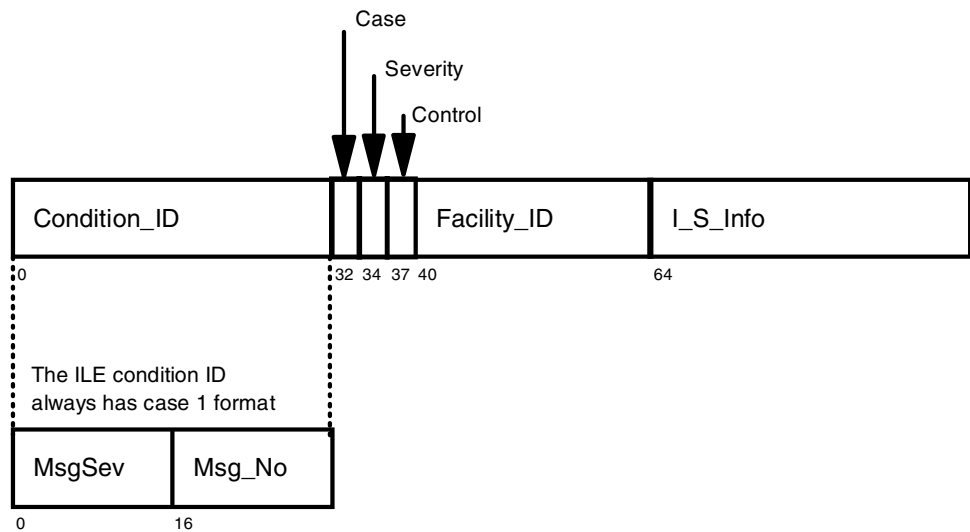 Case
Severity
Control
Condition_ID
Facility_ID
I_S_Info
0
32
34
37
40
64
The ILE condition ID
always has case 1 format
MsgSev
Msg_No
0
16